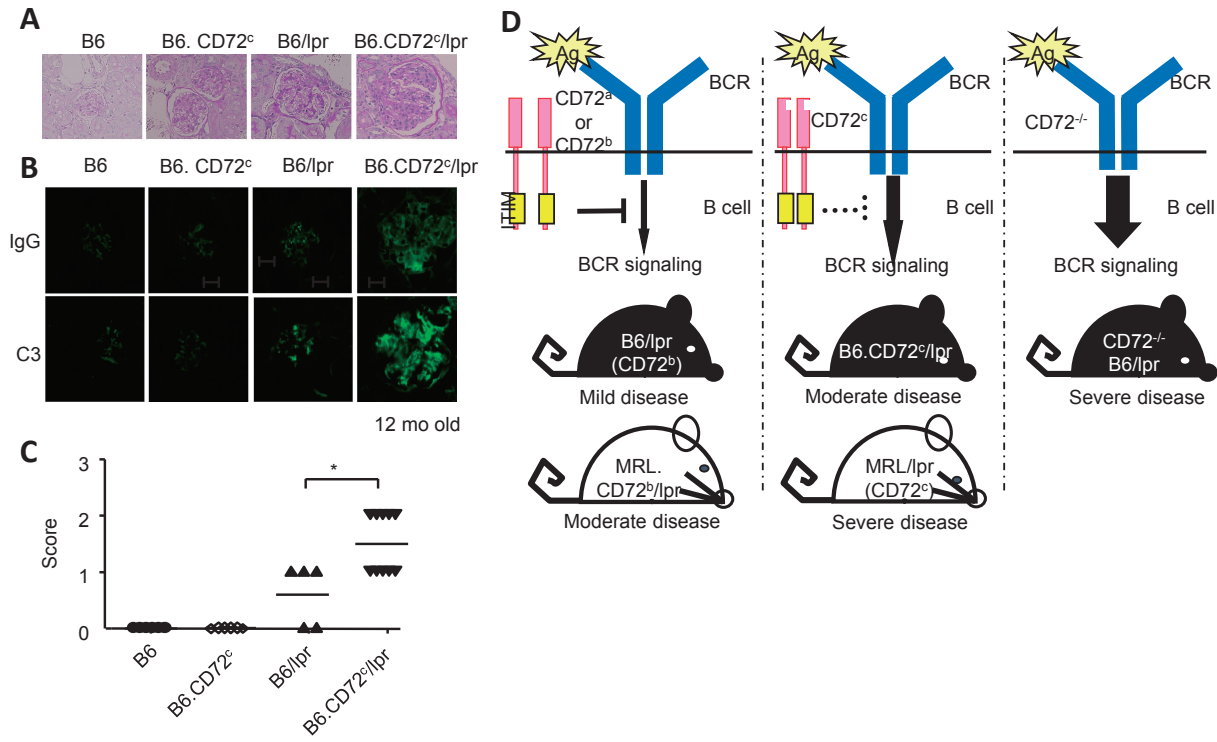 A
B6 B6. CD72ᶜ B6/lpr B6.CD72ᶜ/lpr
B
B6 B6. CD72ᶜ B6/lpr B6.CD72ᶜ/lpr
IgG
C3
12 mo old
C
3
2
1
0
Score
B6
B6.CD72ᶜ
B6/lpr
B6.CD72ᶜ/lpr
*
D
Ag
BCR
CD72ᵃ
or
CD72ᵇ
ITIM
B cell
BCR signaling
B6/lpr
(CD72ᵇ)
Mild disease
MRL.
CD72ᵇ/lpr
Moderate disease
Ag
BCR
CD72ᶜ
B cell
BCR signaling
B6.CD72ᶜ/lpr
Moderate disease
MRL/lpr
(CD72ᶜ)
Severe disease
Ag
BCR
CD72⁻/⁻
B cell
BCR signaling
CD72⁻/⁻
B6/lpr
Severe disease